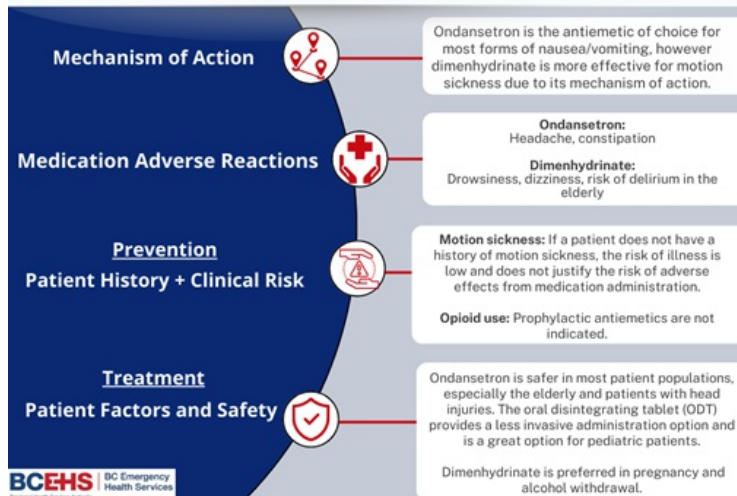 Mechanism of Action
Ondansetron is the antiemetic of choice for
most forms of nausea/vomiting, however
dimenhydrinate is more effective for motion
sickness due to its mechanism of action.
Medication Adverse Reactions
Ondansetron:
Headache, constipation
Dimenhydrinate:
Drowsiness, dizziness, risk of delirium in the
elderly
Prevention
Patient History + Clinical Risk
Motion sickness: If a patient does not have a
history of motion sickness, the risk of illness is
low and does not justify the risk of adverse
effects from medication administration.
Opioid use: Prophylactic antiemetics are not
indicated.
Treatment
Patient Factors and Safety
Ondansetron is safer in most patient populations,
especially the elderly and patients with head
injuries. The oral disintegrating tablet (ODT)
provides a less invasive administration option and
is a great option for pediatric patients.
Dimenhydrinate is preferred in pregnancy and
alcohol withdrawal.
BCEHS
BC Emergency
Health Services